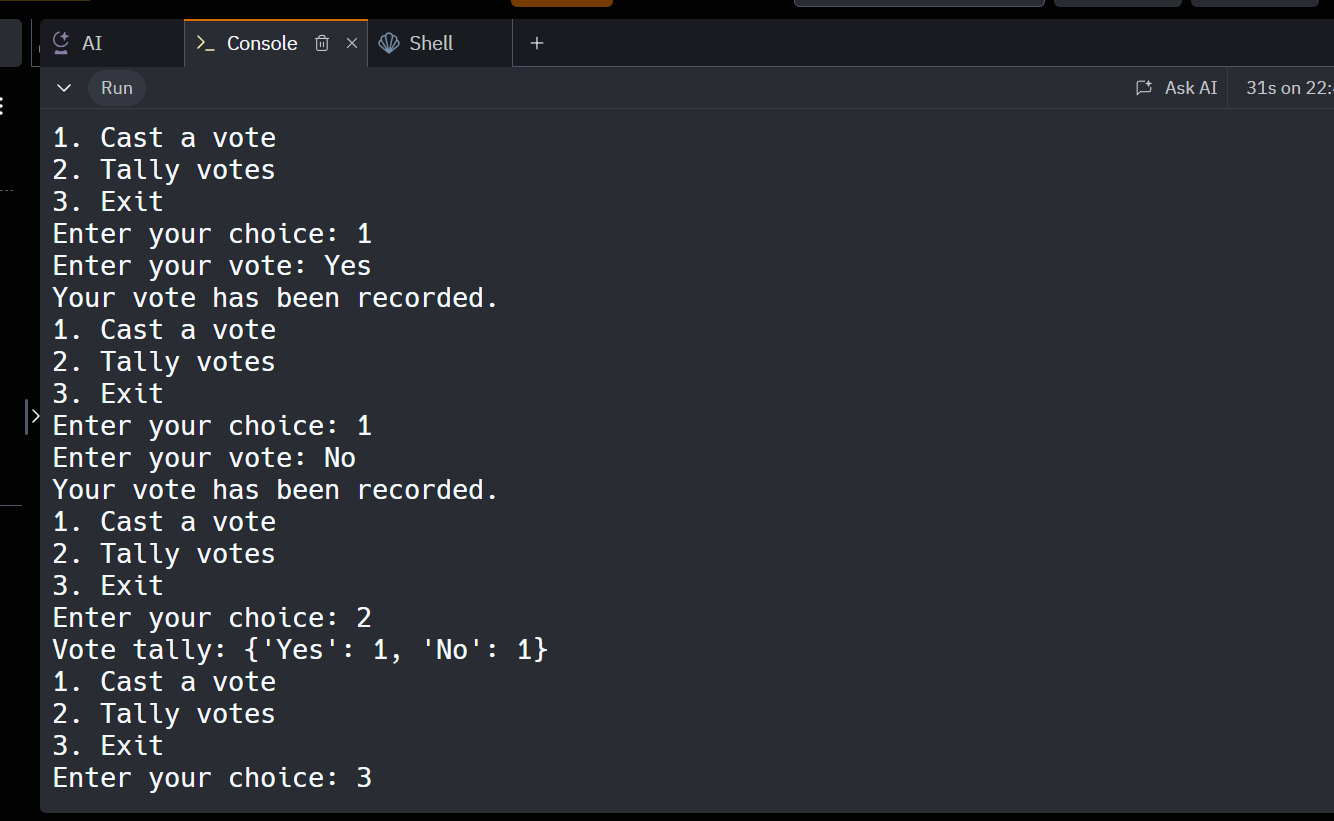 AI
Console
Shell
Run
Ask AI
31s on 22:
1. Cast a vote
2. Tally votes
3. Exit
Enter your choice: 1
Enter your vote: Yes
Your vote has been recorded.
1. Cast a vote
2. Tally votes
3. Exit
Enter your choice: 1
Enter your vote: No
Your vote has been recorded.
1. Cast a vote
2. Tally votes
3. Exit
Enter your choice: 2
Vote tally: {'Yes': 1, 'No': 1}
1. Cast a vote
2. Tally votes
3. Exit
Enter your choice: 3